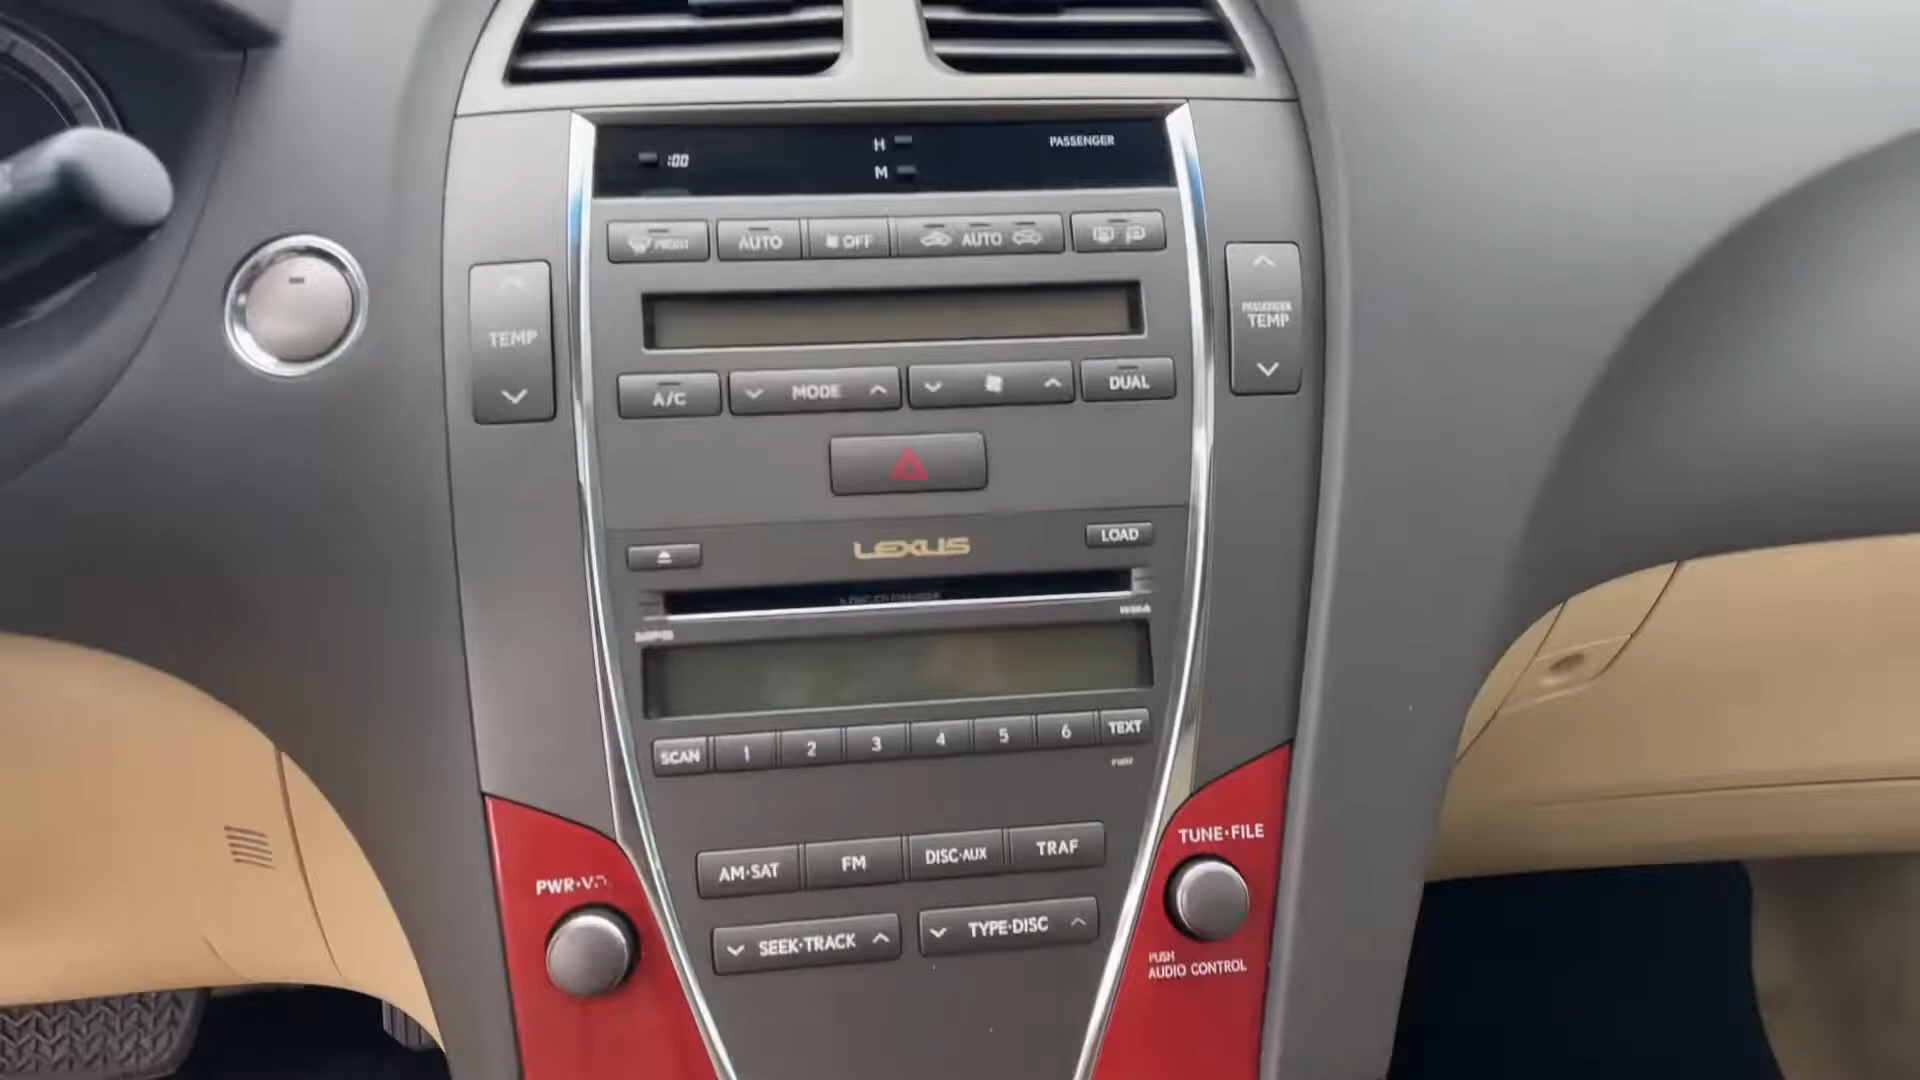 :00
H
M
PASSENGER
FRONT
AUTO
OFF
AUTO
TEMP
PASSENGER
TEMP
A/C
MODE
DUAL
LEXUS
LOAD
SCAN
1
2
3
4
5
6
TEXT
AM•SAT
FM
DISC•AUX
TRAF
SEEK•TRACK
TYPE•DISC
TUNE•FILE
PUSH
AUDIO CONTROL